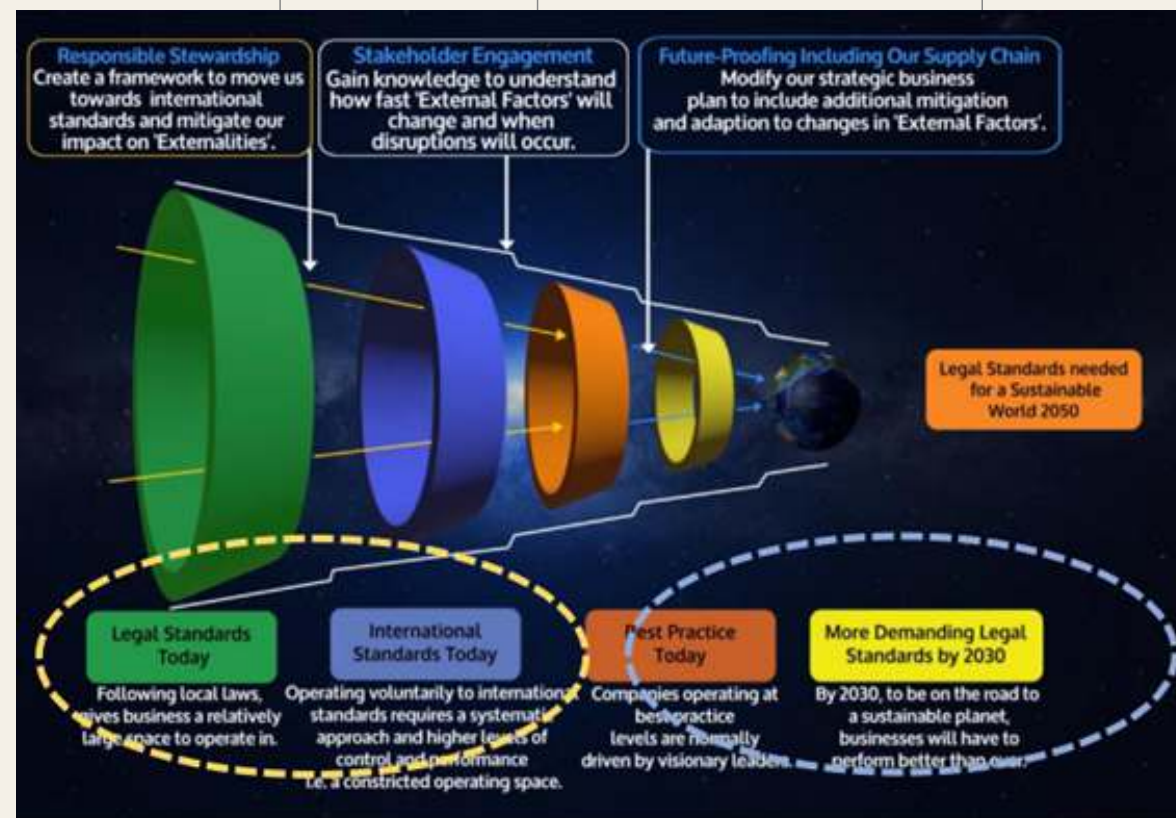 Responsible Stewardship
Create a framework to move us
towards international
standards and mitigate our
impact on 'Externalities'.
Stakeholder Engagement
Gain knowledge to understand
how fast 'External Factors' will
change and when
disruptions will occur.
Future-Proofing Including Our Supply Chain
Modify our strategic business
plan to include additional mitigation
and adaption to changes in 'External Factors'.
Legal Standards needed
for a Sustainable
World 2050
Legal Standards
Today
Following local laws,
gives business a relatively
large space to operate in.
International
Standards Today
Operating voluntarily to international
standards requires a systematic
approach and higher levels of
control and performance
i.e. a constricted operating space.
Best Practice
Today
Companies operating at
best practice
levels are normally
driven by visionary leaders.
More Demanding Legal
Standards by 2030
By 2030, to be on the road to
a sustainable planet,
businesses will have to
perform better than ever.